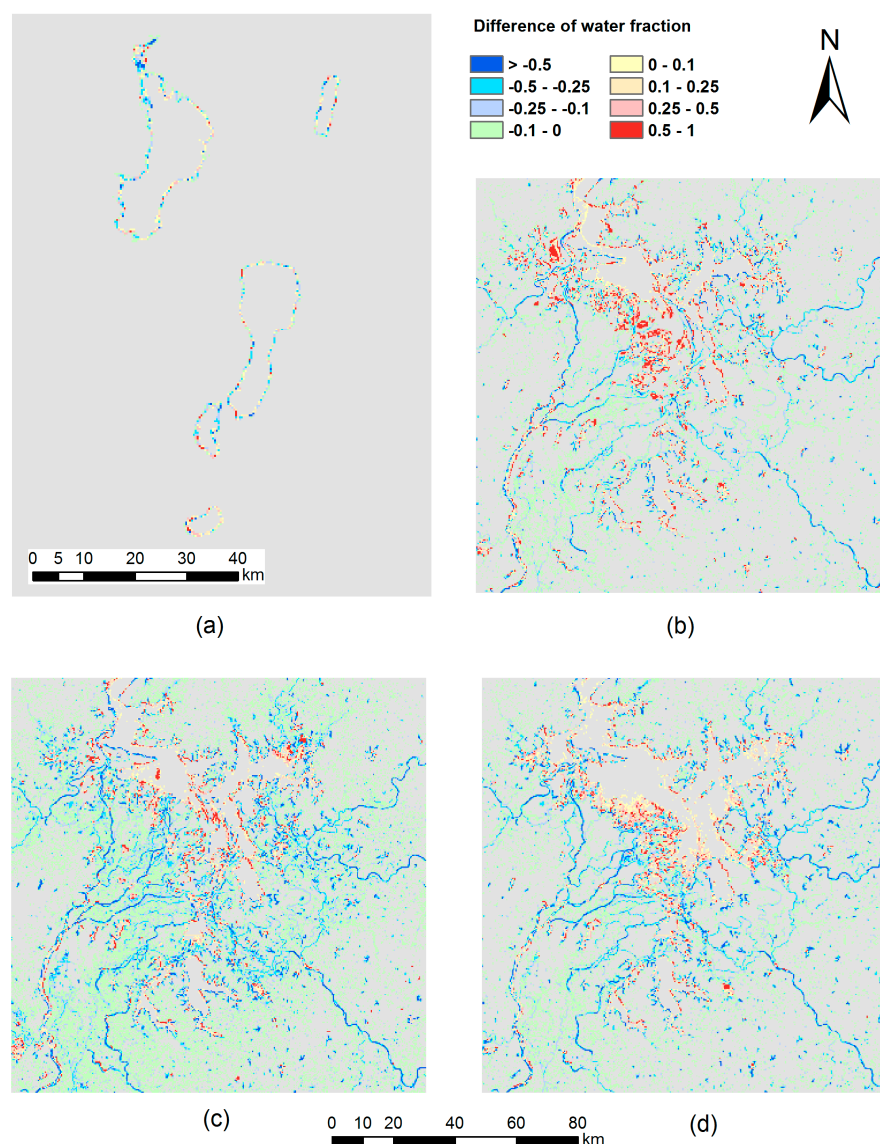 Difference of water fraction
N
> -0.5
0 - 0.1
-0.5 - -0.25
0.1 - 0.25
-0.25 - -0.1
0.25 - 0.5
-0.1 - 0
0.5 - 1
0 5 10 20 30 40
km
(a)
(b)
(c)
(d)
0 10 20 40 60 80
km